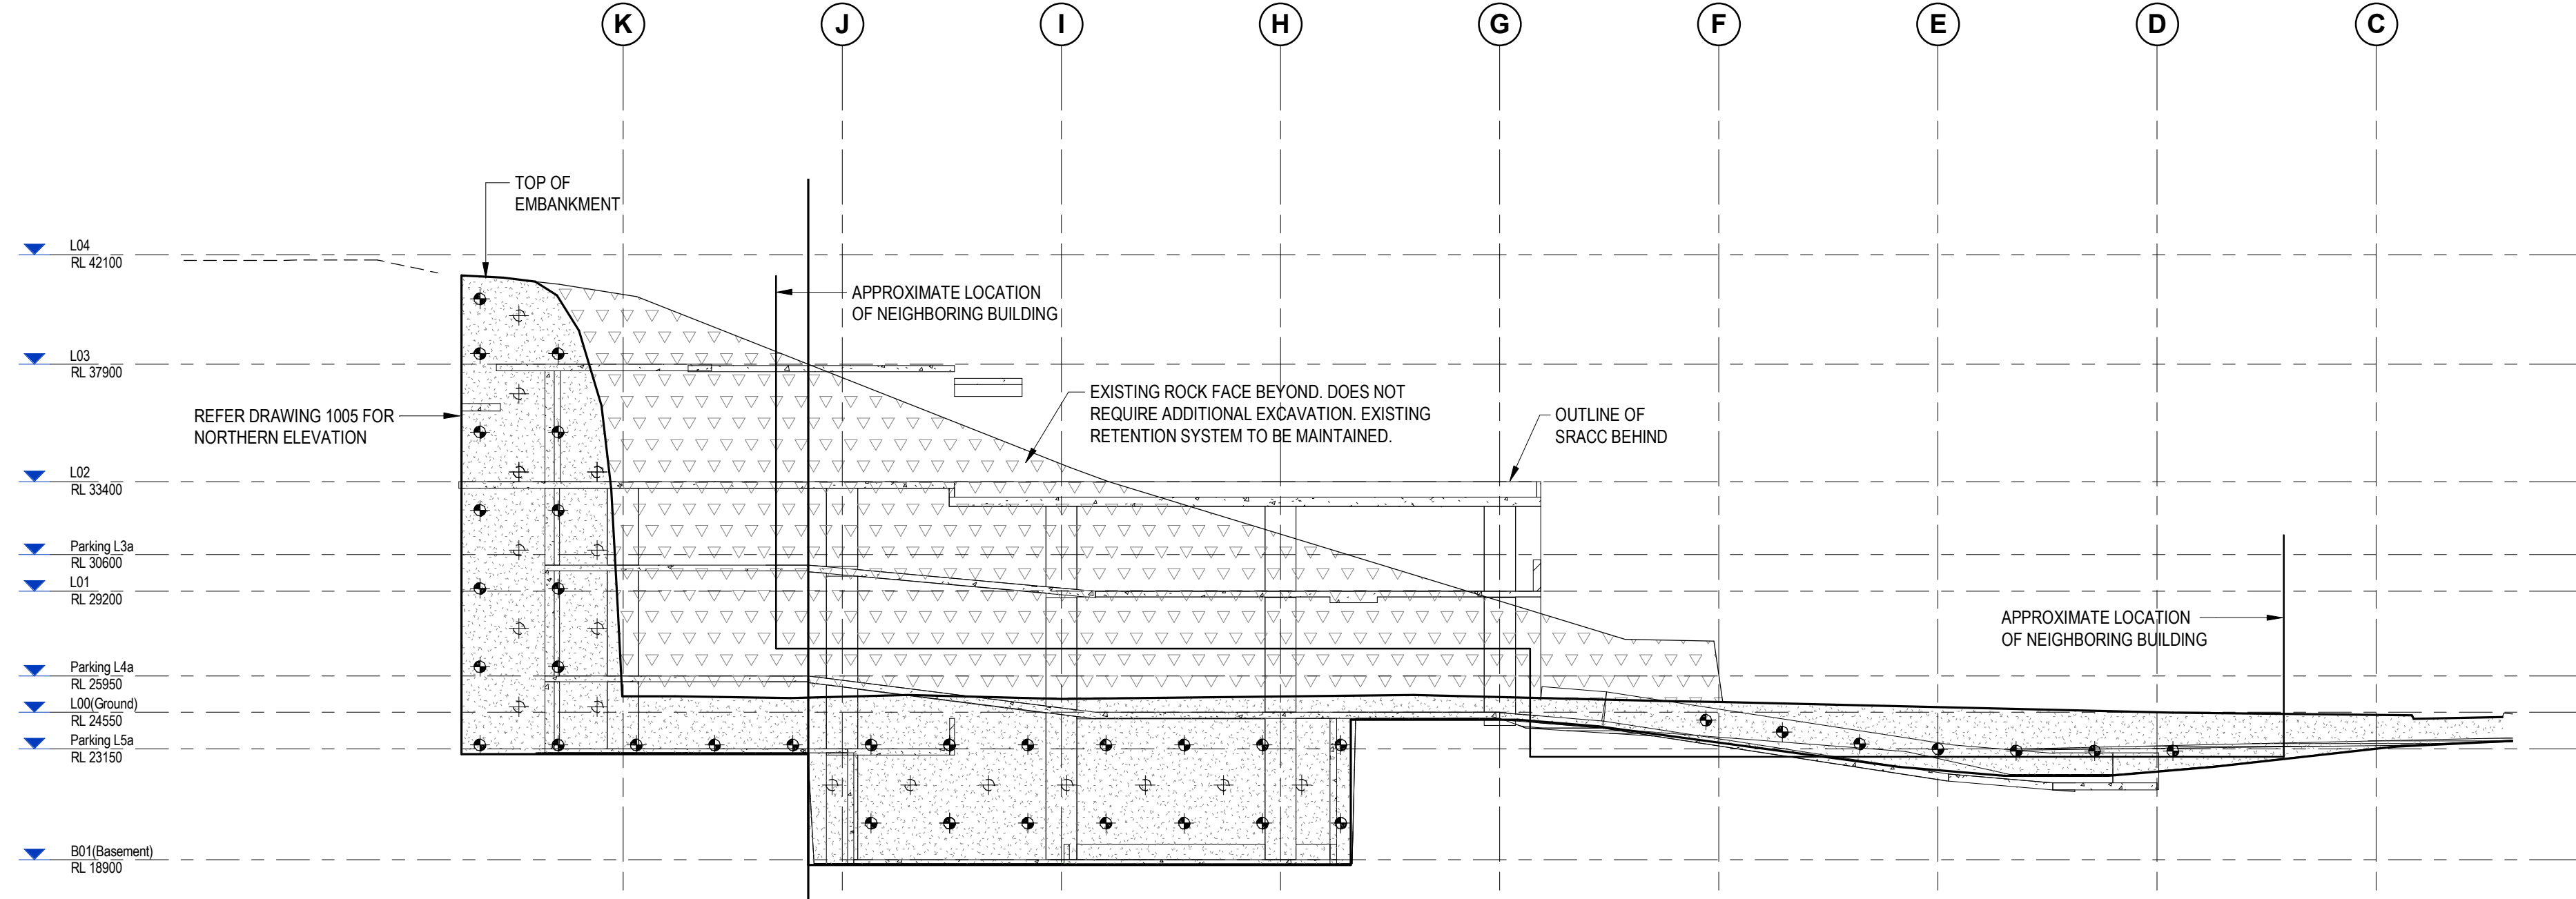 K J I H G F E D C
TOP OF
EMBANKMENT
L04
RL 42100
APPROXIMATE LOCATION
OF NEIGHBORING BUILDING
L03
RL 37900
EXISTING ROCK FACE BEYOND. DOES NOT
REQUIRE ADDITIONAL EXCAVATION. EXISTING
RETENTION SYSTEM TO BE MAINTAINED.
REFER DRAWING 1005 FOR
NORTHERN ELEVATION
OUTLINE OF
SRACC BEHIND
L02
RL 33400
Parking L3a
RL 30600
L01
RL 29200
APPROXIMATE LOCATION
OF NEIGHBORING BUILDING
Parking L4a
RL 25950
L00(Ground)
RL 24550
Parking L5a
RL 23150
B01(Basement)
RL 18900